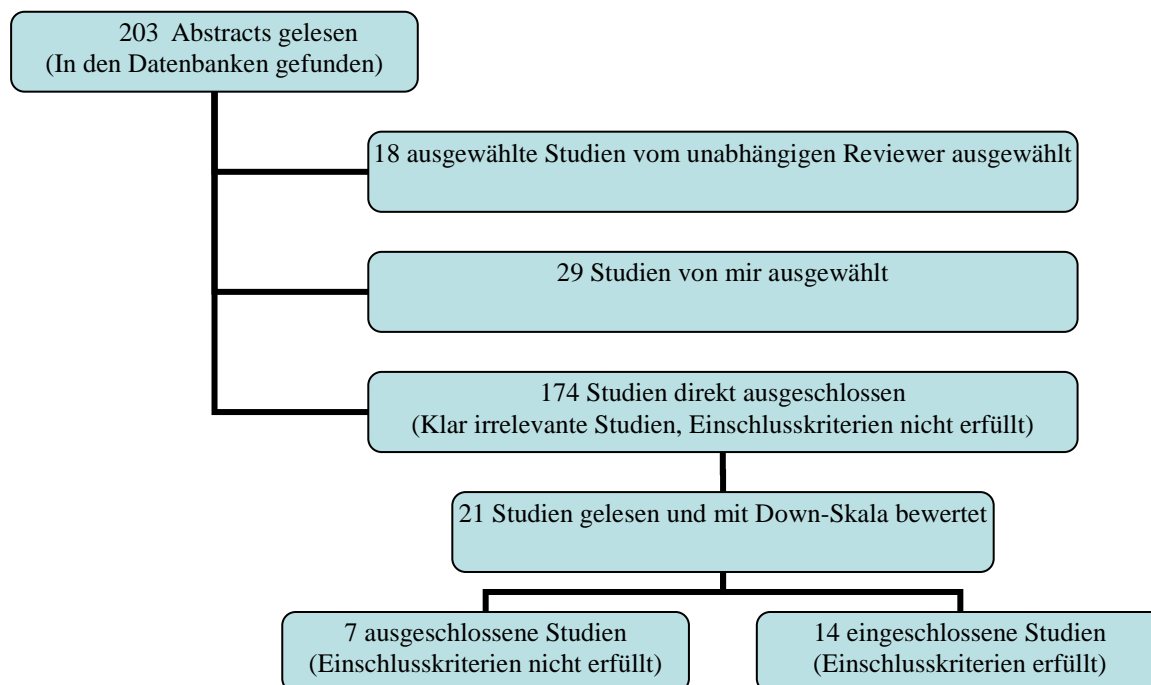 203 Abstracts gelesen
(In den Datenbanken gefunden)
18 ausgewählte Studien vom unabhängigen Reviewer ausgewählt
29 Studien von mir ausgewählt
174 Studien direkt ausgeschlossen
(Klar irrelevante Studien, Einschlusskriterien nicht erfüllt)
21 Studien gelesen und mit Down-Skala bewertet
7 ausgeschlossene Studien
(Einschlusskriterien nicht erfüllt)
14 eingeschlossene Studien
(Einschlusskriterien erfüllt)